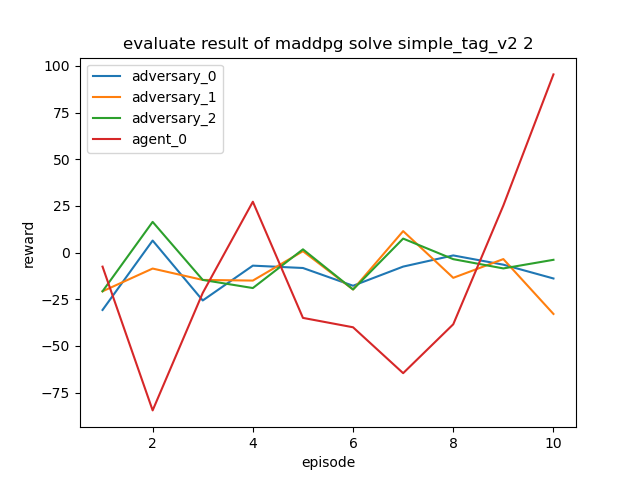 evaluate result of maddpg solve simple_tag_v2 2
adversary_0
adversary_1
adversary_2
agent_0
100
75
50
25
0
−25
−50
−75
reward
2
4
6
8
10
episode